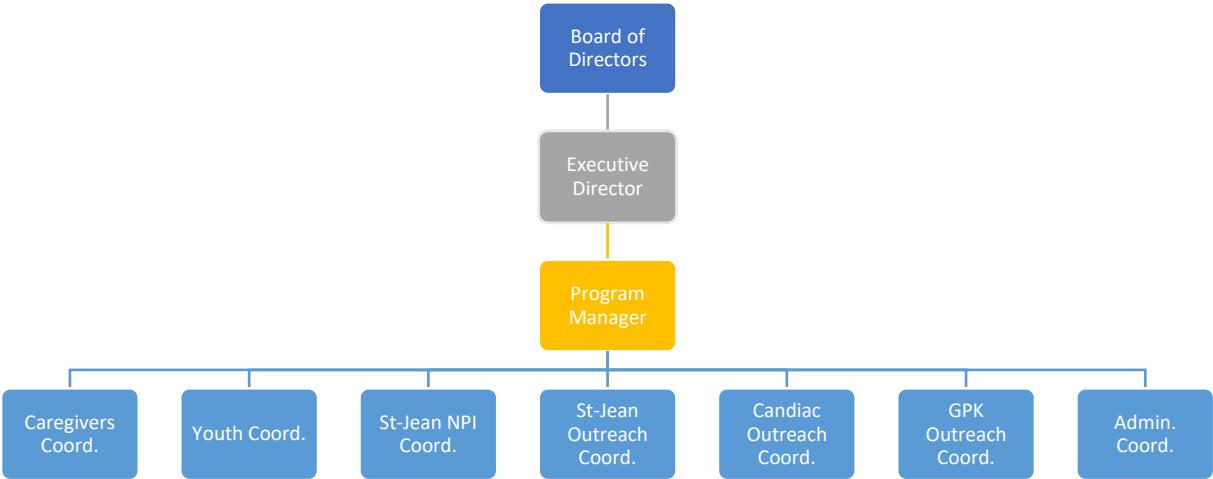 Board of
Directors
Executive
Director
Program
Manager
Caregivers
Coord.
Youth Coord.
St-Jean NPI
Coord.
St-Jean
Outreach
Coord.
Candiac
Outreach
Coord.
GPK
Outreach
Coord.
Admin.
Coord.